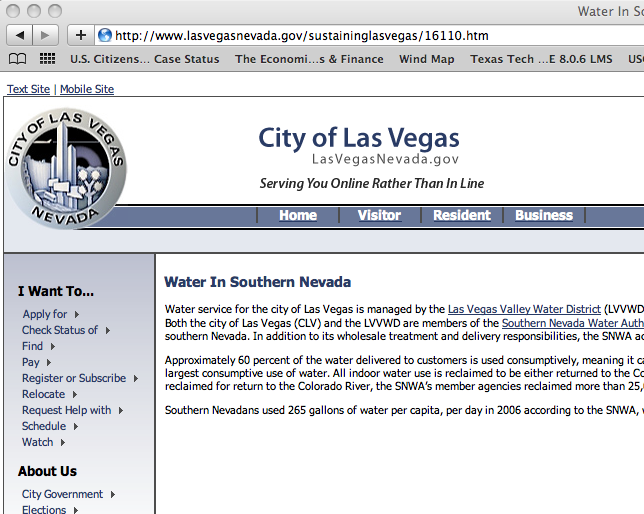 Water In So
http://www.lasvegasnevada.gov/sustaininglasvegas/16110.htm
U.S. Citizens... Case Status The Economi...s & Finance Wind Map Texas Tech ...E 8.0.6 LMS USC
Text Site | Mobile Site
CITY OF LAS VEGAS
NEVADA
City of Las Vegas
LasVegasNevada.gov
Serving You Online Rather Than In Line
Home Visitor Resident Business
I Want To...
Apply for
Check Status of
Find
Pay
Register or Subscribe
Relocate
Request Help with
Schedule
Watch
About Us
City Government
Elections
Water In Southern Nevada
Water service for the city of Las Vegas is managed by the Las Vegas Valley Water District (LVVWD
Both the city of Las Vegas (CLV) and the LVVWD are members of the Southern Nevada Water Auth
southern Nevada. In addition to its wholesale treatment and delivery responsibilities, the SNWA ac
Approximately 60 percent of the water delivered to customers is used consumptively, meaning it ca
largest consumptive use of water. All indoor water use is reclaimed to be either returned to the Co
reclaimed for return to the Colorado River, the SNWA's member agencies reclaimed more than 25,
Southern Nevadans used 265 gallons of water per capita, per day in 2006 according to the SNWA, w